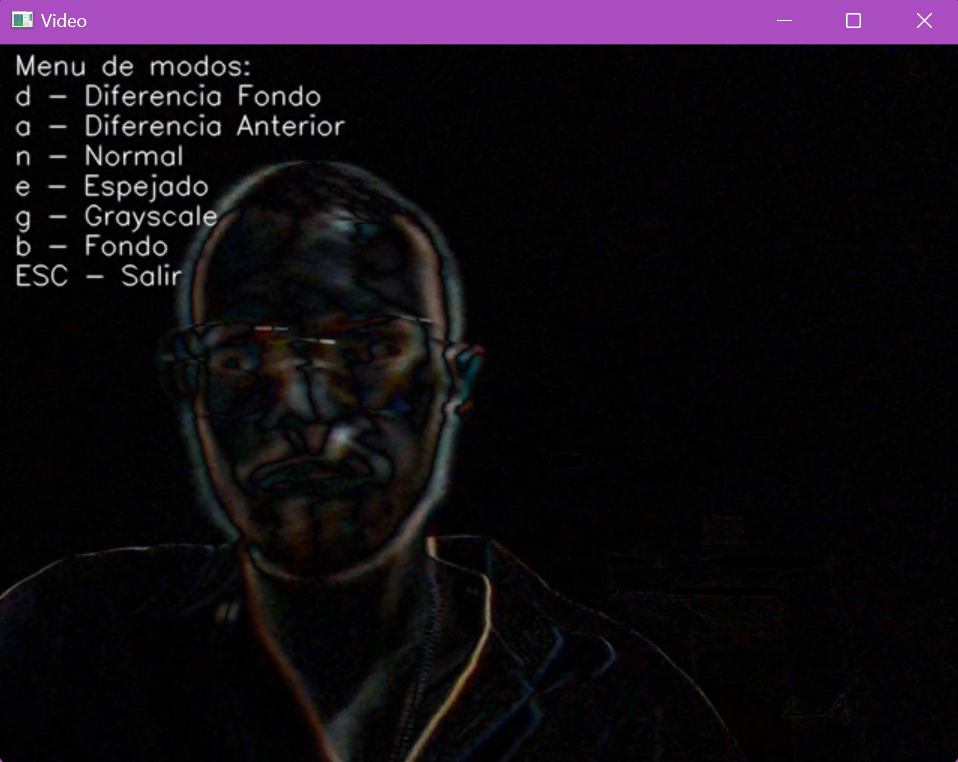 Video
Menu de modos:
d - Diferencia Fondo
a - Diferencia Anterior
n - Normal
e - Espejado
g - Grayscale
b - Fondo
ESC - Salir